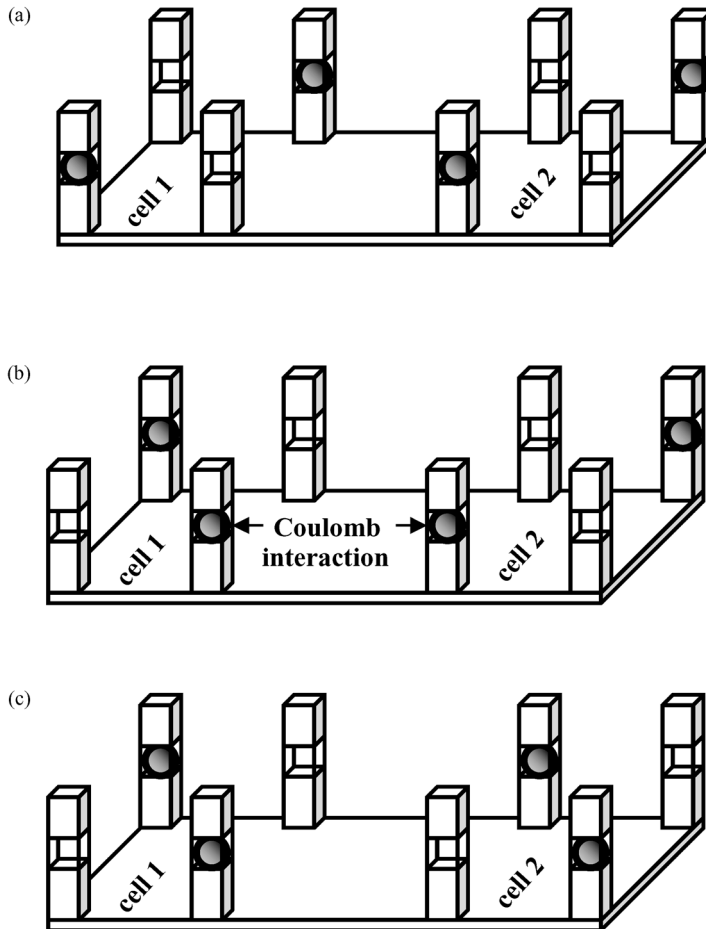 (a)
cell 1
cell 2
(b)
Coulomb
interaction
cell 1
cell 2
(c)
cell 1
cell 2